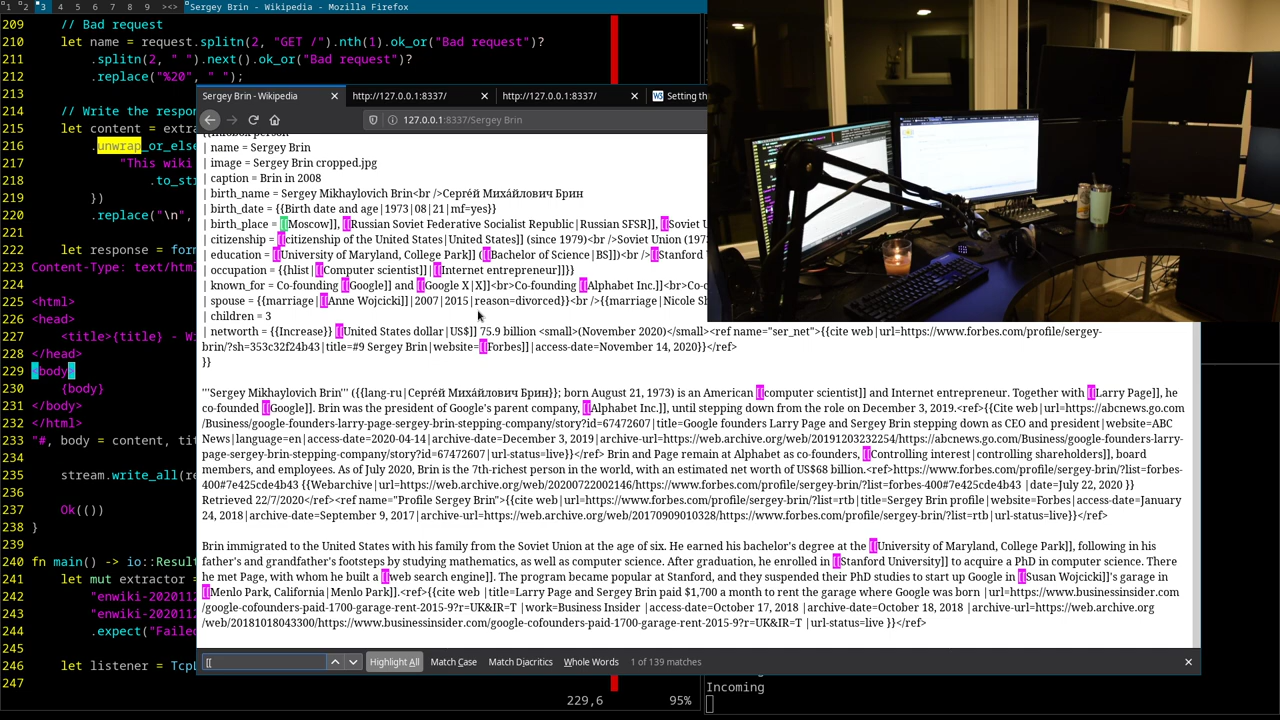 1 2 3 4 5 6 7 8 9 ><> Sergey Brin - Wikipedia - Mozilla Firefox
209 // Bad request
210 let name = request.splitn(2, "GET /").nth(1).ok_or("Bad request")?
211 .splitn(2, " ").next().ok_or("Bad request")?
212 .replace("%20", " ");
213
214 // Write the respon
215 let content = extra
216 .unwrap_or_else
217 "This wiki
218 .to_stri
219 })
220 .replace("\n",
221
222 let response = form
223 Content-Type: text/html
224
225 <html>
226 <head>
227 <title>{title} - Wi
228 </head>
229 <body>
230 {body}
231 </body>
232 </html>
233 "#, body = content, tit
234
235 stream.write_all(re
236
237 Ok(())
238 }
239
240 fn main() -> io::Result
241 let mut extractor =
242 "enwiki-2020112
243 "enwiki-2020112
244 .expect("Failed
245
246 let listener = TcpL
247
229,6 95%
Sergey Brin - Wikipedia
http://127.0.0.1:8337/
http://127.0.0.1:8337/
Setting th
127.0.0.1:8337/Sergey Brin
{{Infobox person
| name = Sergey Brin
| image = Sergey Brin cropped.jpg
| caption = Brin in 2008
| birth_name = Sergey Mikhaylovich Brin<br />Серге́й Миха́йлович Брин
| birth_date = {{Birth date and age|1973|08|21|mf=yes}}
| birth_place = [[Moscow]], [[Russian Soviet Federative Socialist Republic|Russian SFSR]], [[Soviet U
| citizenship = [[citizenship of the United States|United States]] (since 1979)<br />Soviet Union (197
| education = [[University of Maryland, College Park]] ([[Bachelor of Science|BS]])<br />[[Stanford
| occupation = {{hlist|[[Computer scientist]]|[[Internet entrepreneur]]}}
| known_for = Co-founding [[Google]] and [[Google X|X]]<br>Co-founding [[Alphabet Inc.]]<br>Co-c
| spouse = {{marriage|[[Anne Wojcicki]]|2007|2015|reason=divorced}}<br />{{marriage|Nicole Sh
| children = 3
| networth = {{Increase}} [[United States dollar|US$]] 75.9 billion <small>(November 2020)</small><ref name="ser_net">{{cite web|url=https://www.forbes.com/profile/sergey-
brin/?sh=353c32f24b43|title=#9 Sergey Brin|website=[[Forbes]]|access-date=November 14, 2020}}</ref>
}}
'''Sergey Mikhaylovich Brin''' ({{lang-ru|Серге́й Миха́йлович Брин}}; born August 21, 1973) is an American [[computer scientist]] and Internet entrepreneur. Together with [[Larry Page]], he
co-founded [[Google]]. Brin was the president of Google's parent company, [[Alphabet Inc.]], until stepping down from the role on December 3, 2019.<ref>{{Cite web|url=https://abcnews.go.com
/Business/google-founders-larry-page-sergey-brin-stepping-company/story?id=67472607|title=Google founders Larry Page and Sergey Brin stepping down as CEO and president|website=ABC
News|language=en|access-date=2020-04-14|archive-date=December 3, 2019|archive-url=https://web.archive.org/web/20191203232254/https://abcnews.go.com/Business/google-founders-larry-
page-sergey-brin-stepping-company/story?id=67472607|url-status=live}}</ref> Brin and Page remain at Alphabet as co-founders, [[Controlling interest|controlling shareholders]], board
members, and employees. As of July 2020, Brin is the 7th-richest person in the world, with an estimated net worth of US$68 billion.<ref>https://www.forbes.com/profile/sergey-brin/?list=forbes-
400#7e425cde4b43 {{Webarchive|url=https://web.archive.org/web/20200722002146/https://www.forbes.com/profile/sergey-brin/?list=forbes-400#7e425cde4b43 |date=July 22, 2020 }}
Retrieved 22/7/2020</ref><ref name="Profile Sergey Brin">{{cite web|url=https://www.forbes.com/profile/sergey-brin/?list=rtb|title=Sergey Brin profile|website=Forbes|access-date=January
24, 2018|archive-date=September 9, 2017|archive-url=https://web.archive.org/web/20170909010328/https://www.forbes.com/profile/sergey-brin/?list=rtb|url-status=live}}</ref>
Brin immigrated to the United States with his family from the Soviet Union at the age of six. He earned his bachelor's degree at the [[University of Maryland, College Park]], following in his
father's and grandfather's footsteps by studying mathematics, as well as computer science. After graduation, he enrolled in [[Stanford University]] to acquire a PhD in computer science. There
he met Page, with whom he built a [[web search engine]]. The program became popular at Stanford, and they suspended their PhD studies to start up Google in [[Susan Wojcicki]]'s garage in
[[Menlo Park, California|Menlo Park]].<ref>{{cite web |title=Larry Page and Sergey Brin paid $1,700 a month to rent the garage where Google was born |url=https://www.businessinsider.com
/google-cofounders-paid-1700-garage-rent-2015-9?r=UK&IR=T |work=Business Insider |access-date=October 17, 2018 |archive-date=October 18, 2018 |archive-url=https://web.archive.org
/web/20181018043300/https://www.businessinsider.com/google-cofounders-paid-1700-garage-rent-2015-9?r=UK&IR=T |url-status=live }}</ref>
[[ Highlight All Match Case Match Diacritics Whole Words 1 of 139 matches
Incoming